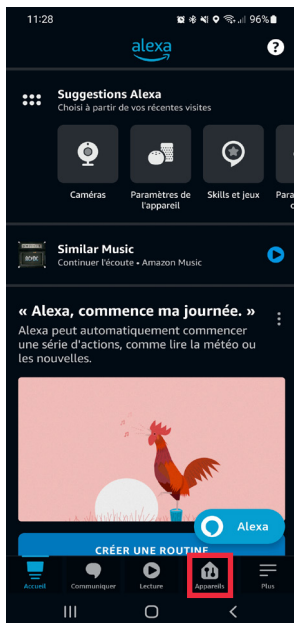 11:28
96%
alexa
?
Suggestions Alexa
Choisi à partir de vos récentes visites
Caméras
Paramètres de l'appareil
Skills et jeux
Para
Similar Music
Continuer l'écoute • Amazon Music
« Alexa, commence ma journée. »
Alexa peut automatiquement commencer
une série d'actions, comme lire la météo ou
les nouvelles.
Alexa
CRÉER UNE ROUTINE
Accueil
Communiquer
Lecture
Appareils
Plus